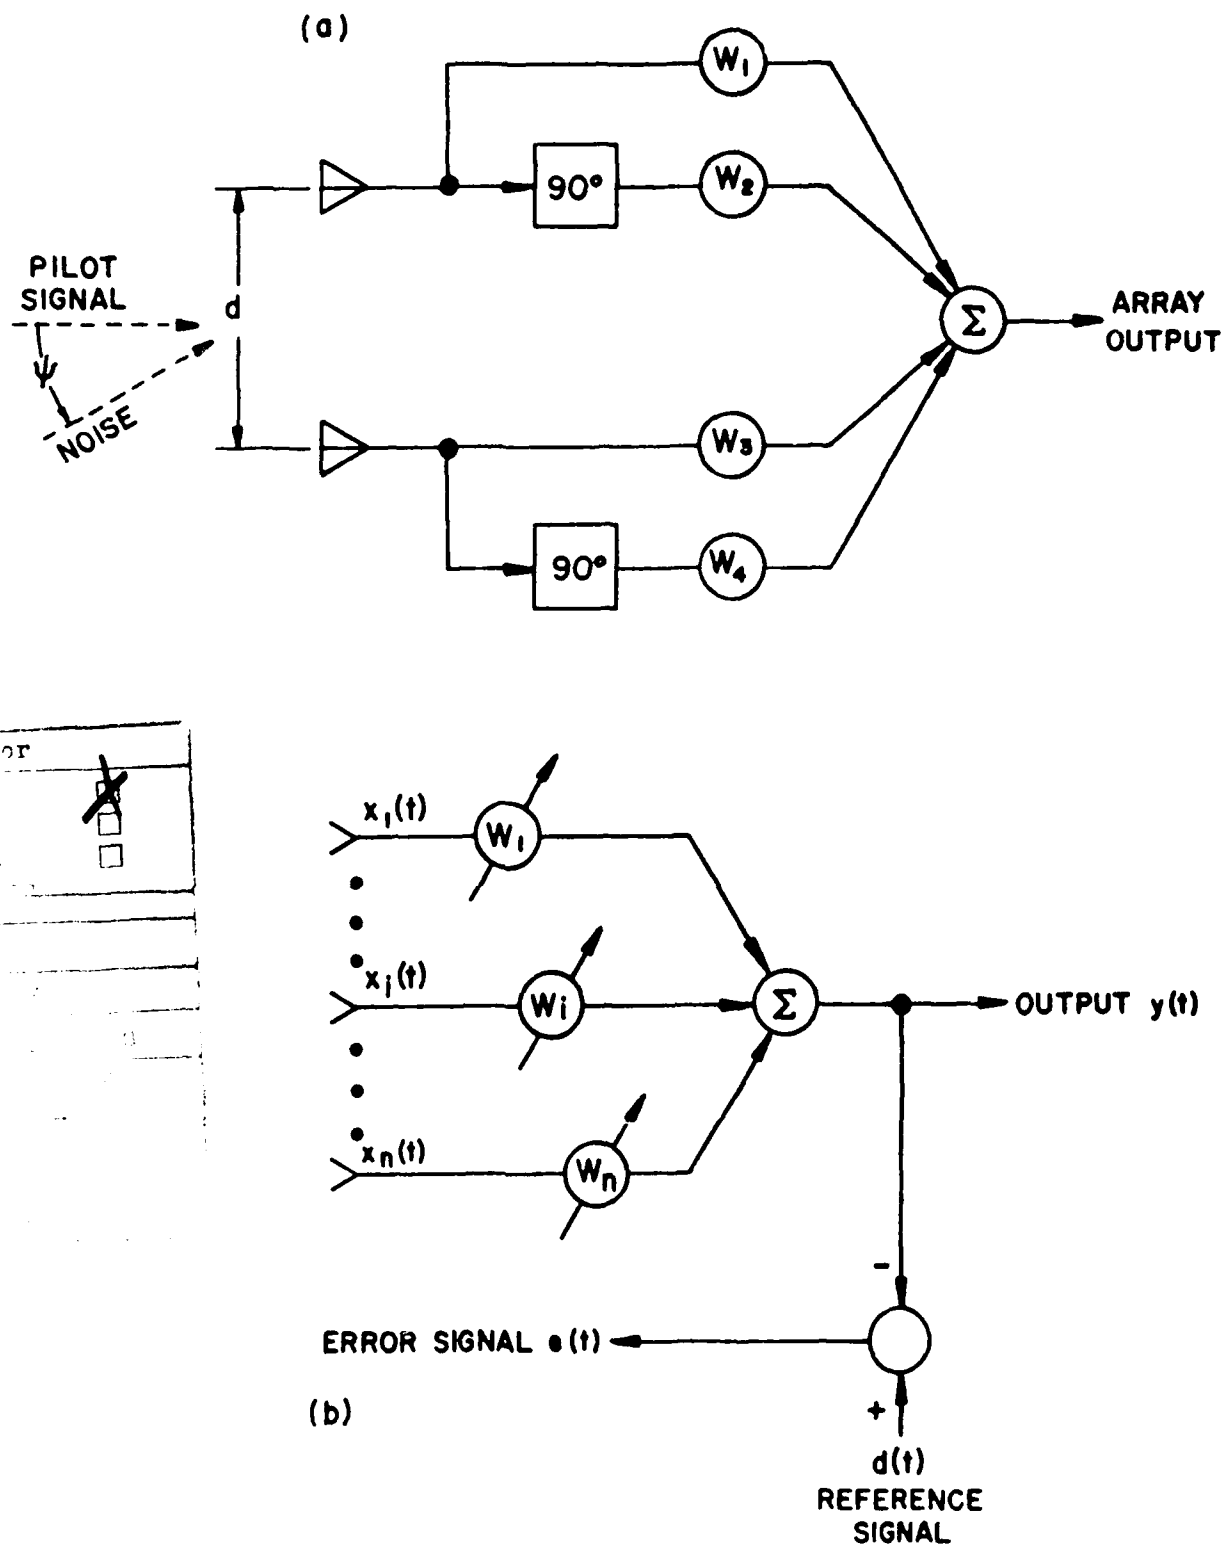 (a)
W₁
90°
W₂
PILOT
SIGNAL
d
ψ
NOISE
Σ
ARRAY
OUTPUT
W₃
90°
W₄
or
x₁(t)
W₁
xᵢ(t)
Wᵢ
Σ
OUTPUT y(t)
xₙ(t)
Wₙ
−
ERROR SIGNAL e(t)
+
(b)
d(t)
REFERENCE
SIGNAL